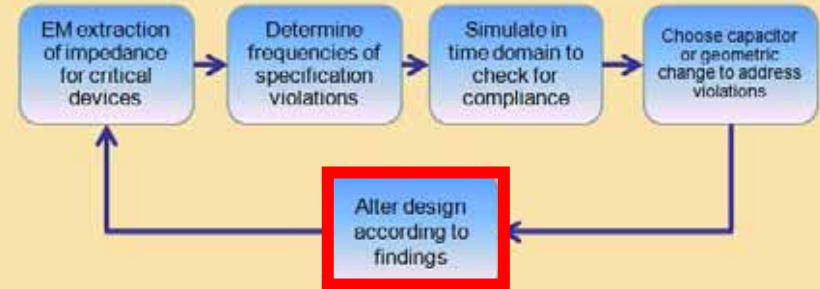 EM extraction
of impedance
for critical
devices
Determine
frequencies of
specification
violations
Simulate in
time domain to
check for
compliance
Choose capacitor
or geometric
change to address
violations
Alter design
according to
findings